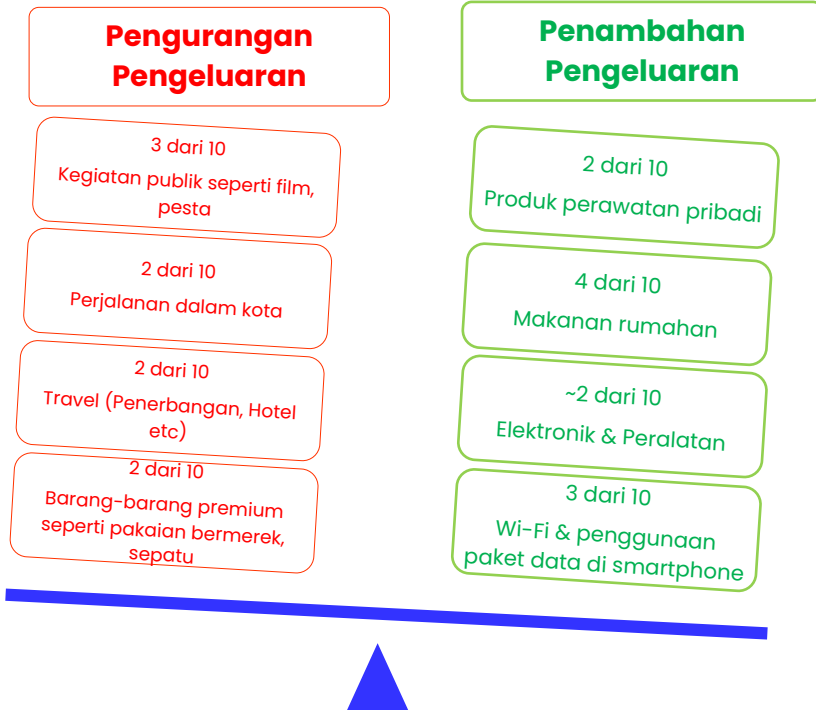 Pengurangan
Pengeluaran
3 dari 10
Kegiatan publik seperti film,
pesta
2 dari 10
Perjalanan dalam kota
2 dari 10
Travel (Penerbangan, Hotel
etc)
2 dari 10
Barang-barang premium
seperti pakaian bermerek,
sepatu
Penambahan
Pengeluaran
2 dari 10
Produk perawatan pribadi
4 dari 10
Makanan rumahan
~2 dari 10
Elektronik & Peralatan
3 dari 10
Wi-Fi & penggunaan
paket data di smartphone